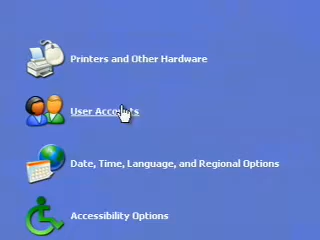 Printers and Other Hardware
User Accounts
Date, Time, Language, and Regional Options
Accessibility Options